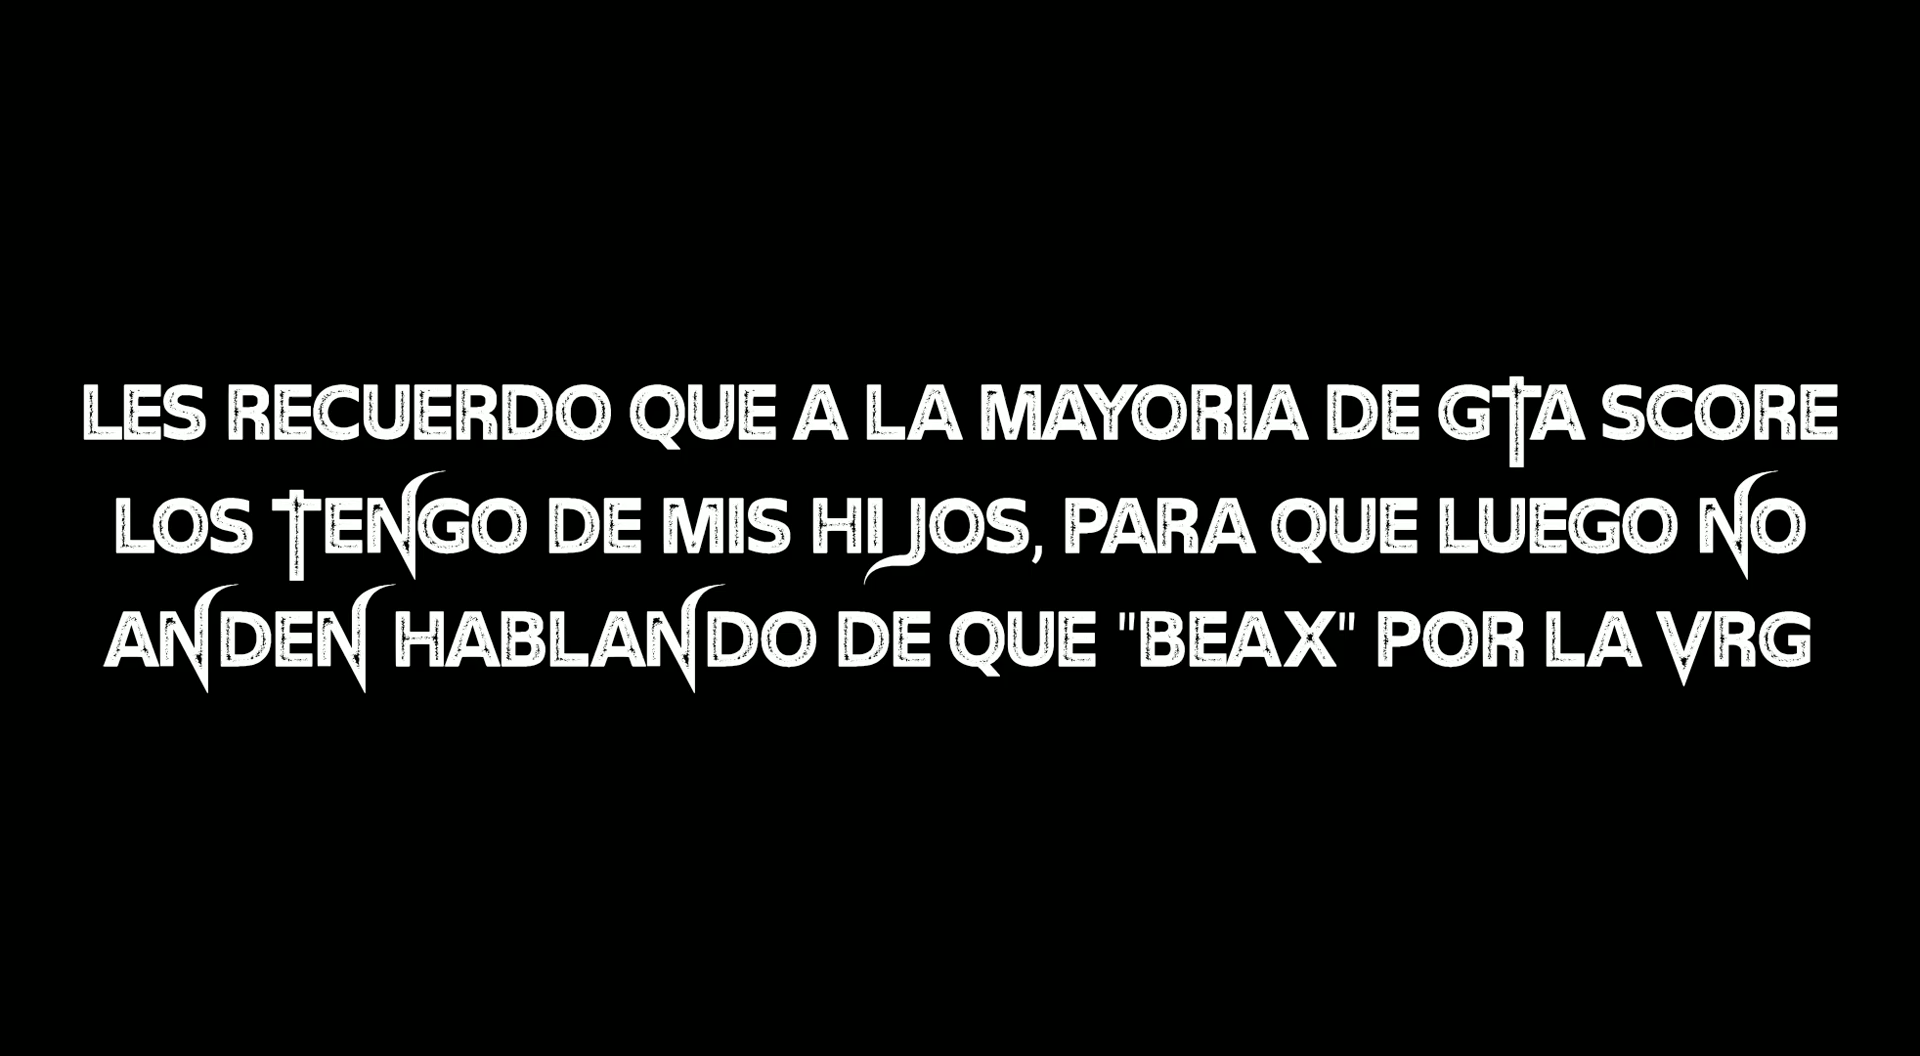 LES RECUERDO QUE A LA MAYORIA DE GTA SCORE
LOS TENGO DE MIS HIJOS, PARA QUE LUEGO NO
ANDEN HABLANDO DE QUE "BEAX" POR LA VRG